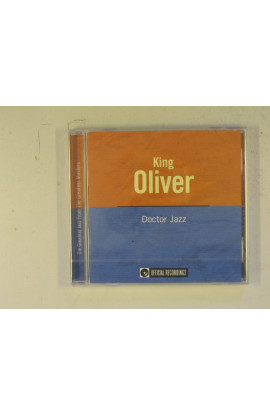 King
Oliver
Doctor Jazz
OFFICIAL RECORDINGS